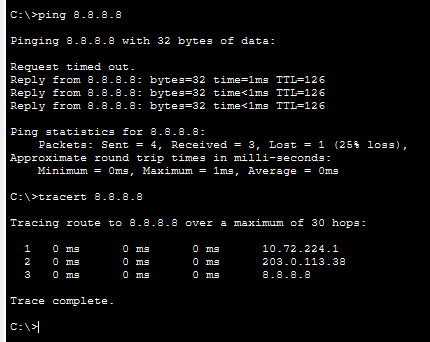 C:\>ping 8.8.8.8
Pinging 8.8.8.8 with 32 bytes of data:
Request timed out.
Reply from 8.8.8.8: bytes=32 time=1ms TTL=126
Reply from 8.8.8.8: bytes=32 time<1ms TTL=126
Reply from 8.8.8.8: bytes=32 time<1ms TTL=126
Ping statistics for 8.8.8.8:
    Packets: Sent = 4, Received = 3, Lost = 1 (25% loss),
Approximate round trip times in milli-seconds:
    Minimum = 0ms, Maximum = 1ms, Average = 0ms
C:\>tracert 8.8.8.8
Tracing route to 8.8.8.8 over a maximum of 30 hops:
  1   0 ms      0 ms      0 ms      10.72.224.1
  2   0 ms      0 ms      0 ms      203.0.113.38
  3   0 ms      0 ms      0 ms      8.8.8.8
Trace complete.
C:\>